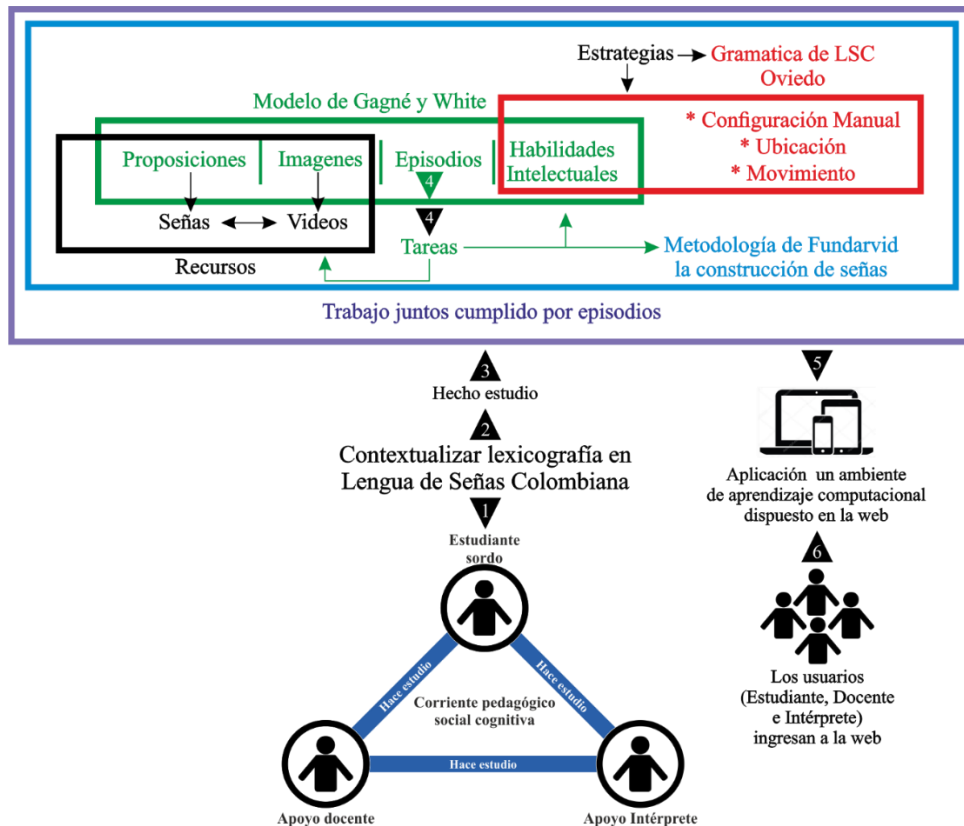 Estrategias
Gramatica de LSC
Oviedo
Modelo de Gagné y White
* Configuración Manual
* Ubicación
* Movimiento
Proposiciones
Imagenes
Episodios
Habilidades
Intelectuales
4
4
Señas
Videos
Tareas
Recursos
Metodología de Fundarvid
la construcción de señas
Trabajo juntos cumplido por episodios
3
Hecho estudio
2
Contextualizar lexicografía en
Lengua de Señas Colombiana
1
Estudiante
sordo
Hace estudio
Hace estudio
Corriente pedagógico
social cognitiva
Hace estudio
Apoyo docente
Apoyo Intérprete
5
Aplicación un ambiente
de aprendizaje computacional
dispuesto en la web
6
Los usuarios
(Estudiante, Docente
e Intérprete)
ingresan a la web